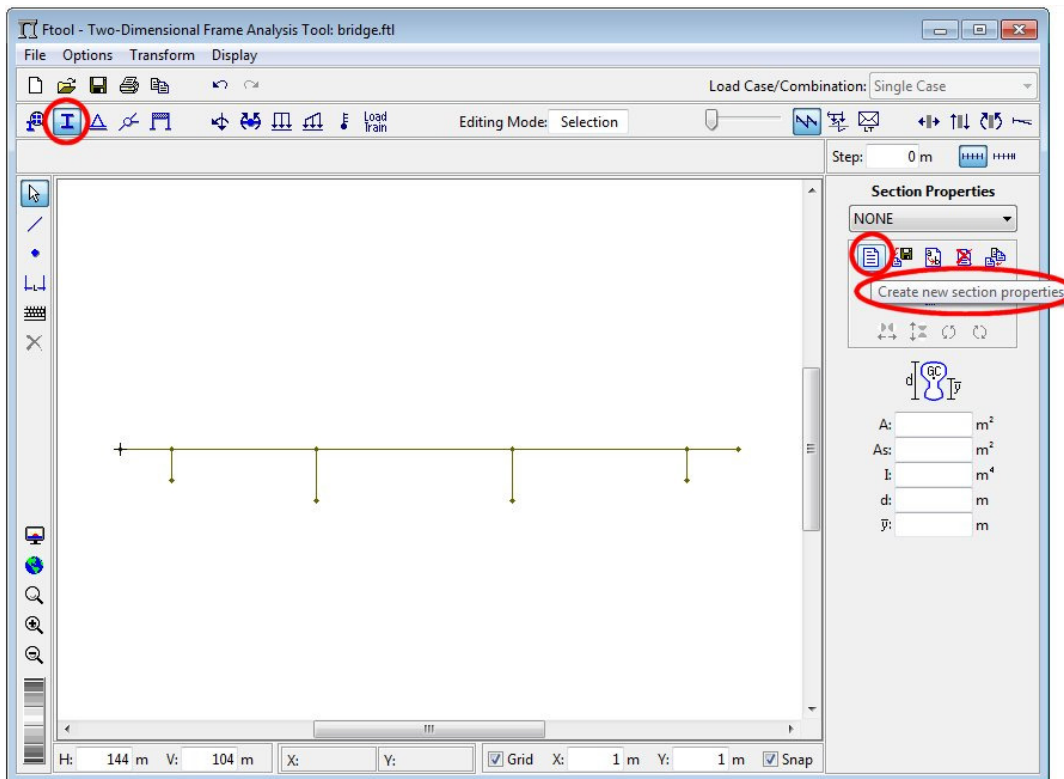 Ftool - Two-Dimensional Frame Analysis Tool: bridge.ftl
File Options Transform Display
Load Case/Combination: Single Case
Load Train Editing Mode: Selection LT
Step: 0 m
Section Properties
NONE
Create new section properties
d GC y̅
A: m²
As: m²
I: m⁴
d: m
y̅: m
H: 144 m V: 104 m X: Y: Grid X: 1 m Y: 1 m Snap